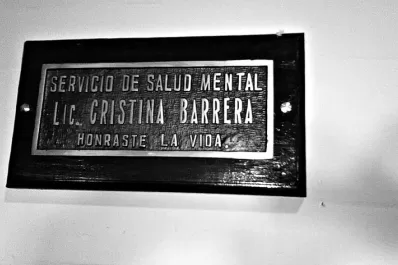 SERVICIO DE SALUD MENTAL
LIC. CRISTINA BARRERA
HONRASTE LA VIDA.